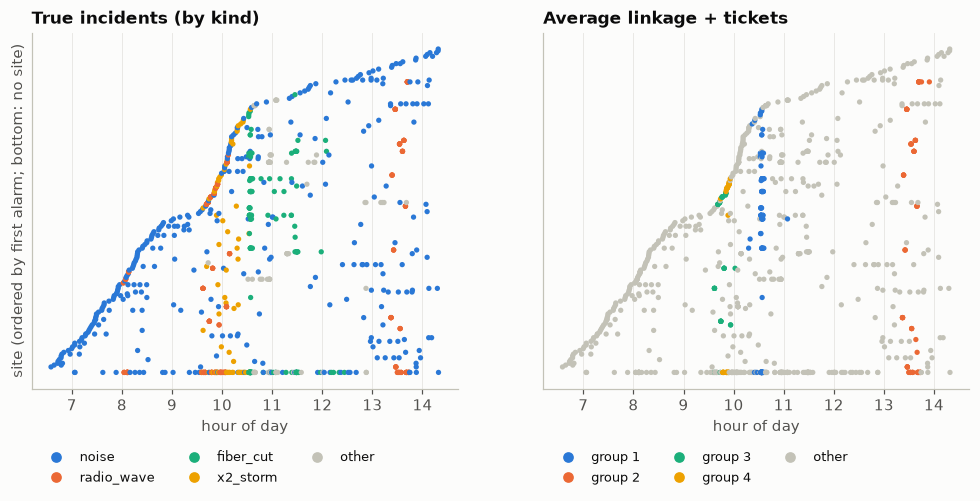 True incidents (by kind)
Average linkage + tickets
site (ordered by first alarm; bottom: no site)
7 8 9 10 11 12 13 14
7 8 9 10 11 12 13 14
hour of day
hour of day
noise fiber_cut other
radio_wave x2_storm
group 1 group 3 other
group 2 group 4